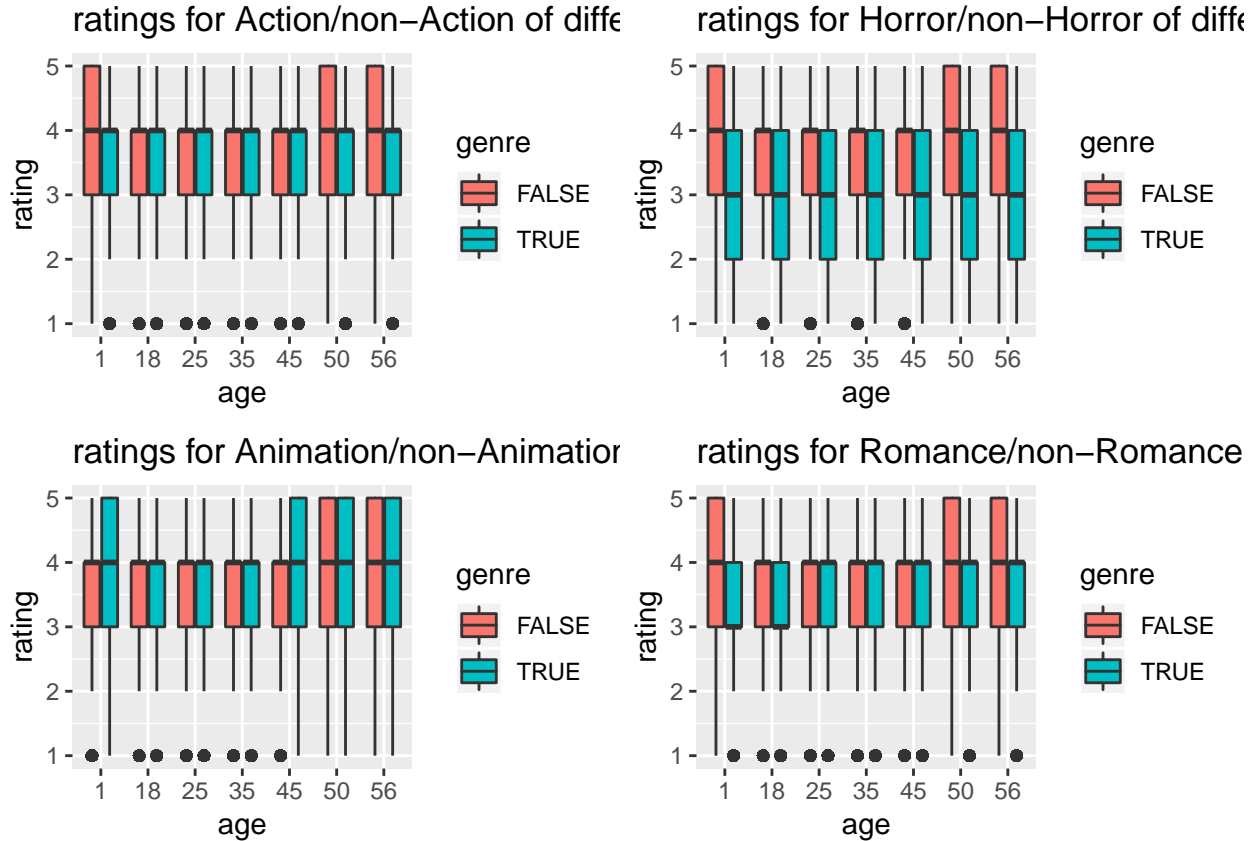 ratings for Action/non−Action of diffe
5
4
3
2
1
rating
1 18 25 35 45 50 56
age
genre
FALSE
TRUE
ratings for Horror/non−Horror of diffe
5
4
3
2
1
rating
1 18 25 35 45 50 56
age
genre
FALSE
TRUE
ratings for Animation/non−Animation
5
4
3
2
1
rating
1 18 25 35 45 50 56
age
genre
FALSE
TRUE
ratings for Romance/non−Romance
5
4
3
2
1
rating
1 18 25 35 45 50 56
age
genre
FALSE
TRUE